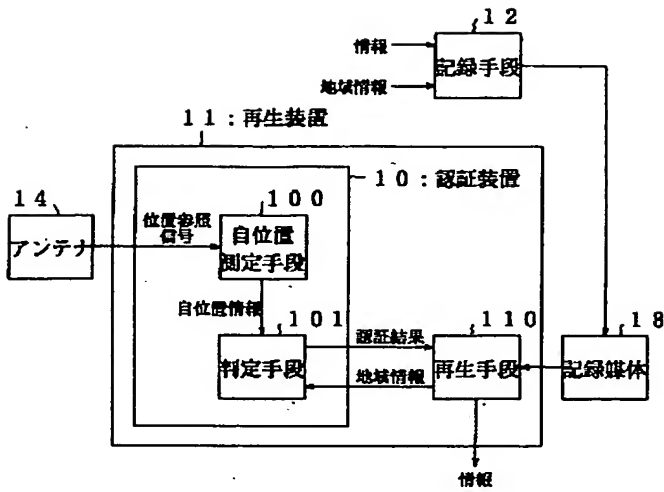 １２
情報
地域情報
記録手段
１１：再生装置
１０：認証装置
１４
アンテナ
位置参照
信号
１００
自位置
測定手段
自位置情報
１０１
判定手段
認証結果
地域情報
１１０
再生手段
１８
記録媒体
情報